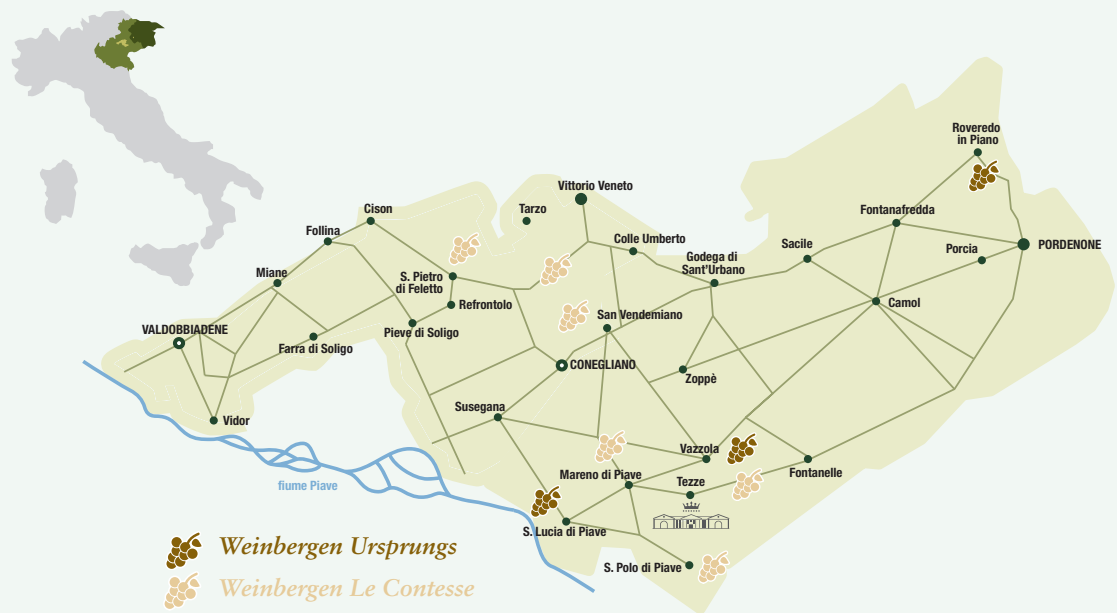 Roveredo
in Piano
Vittorio Veneto
Cison
Tarzo
Fontanafredda
Follina
Colle Umberto
Sacile
Porcia
PORDENONE
Godega di
Sant'Urbano
Miane
S. Pietro
di Feletto
Refrontolo
Camol
San Vendemiano
VALDOBBIADENE
Pieve di Soligo
Farra di Soligo
CONEGLIANO
Zoppè
Susegana
Vidor
Vazzola
Mareno di Piave
Fontanelle
Tezze
fiume Piave
S. Lucia di Piave
S. Polo di Piave
Weinbergen Ursprungs
Weinbergen Le Contesse